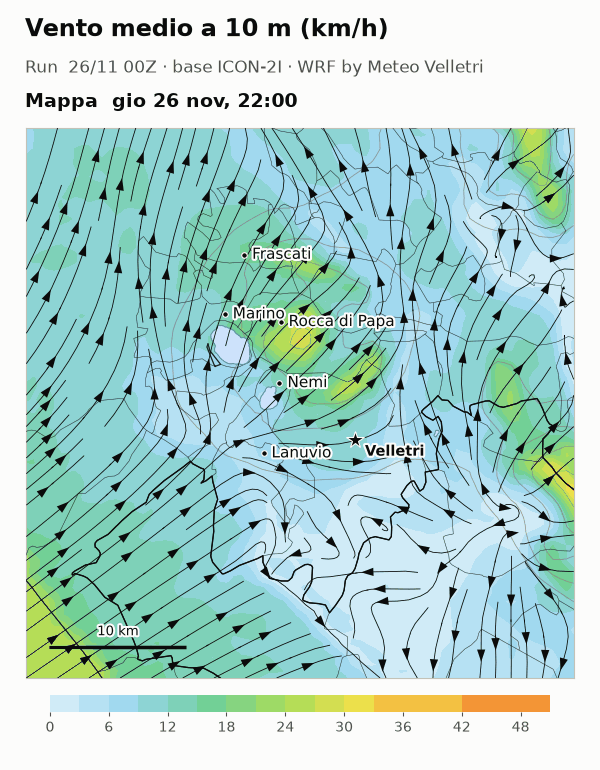 Vento medio a 10 m (km/h)
Run  26/11 00Z · base ICON-2I · WRF by Meteo Velletri
Mappa  gio 26 nov, 22:00
Frascati
Marino
Rocca di Papa
Nemi
Lanuvio
Velletri
10 km
0 6 12 18 24 30 36 42 48